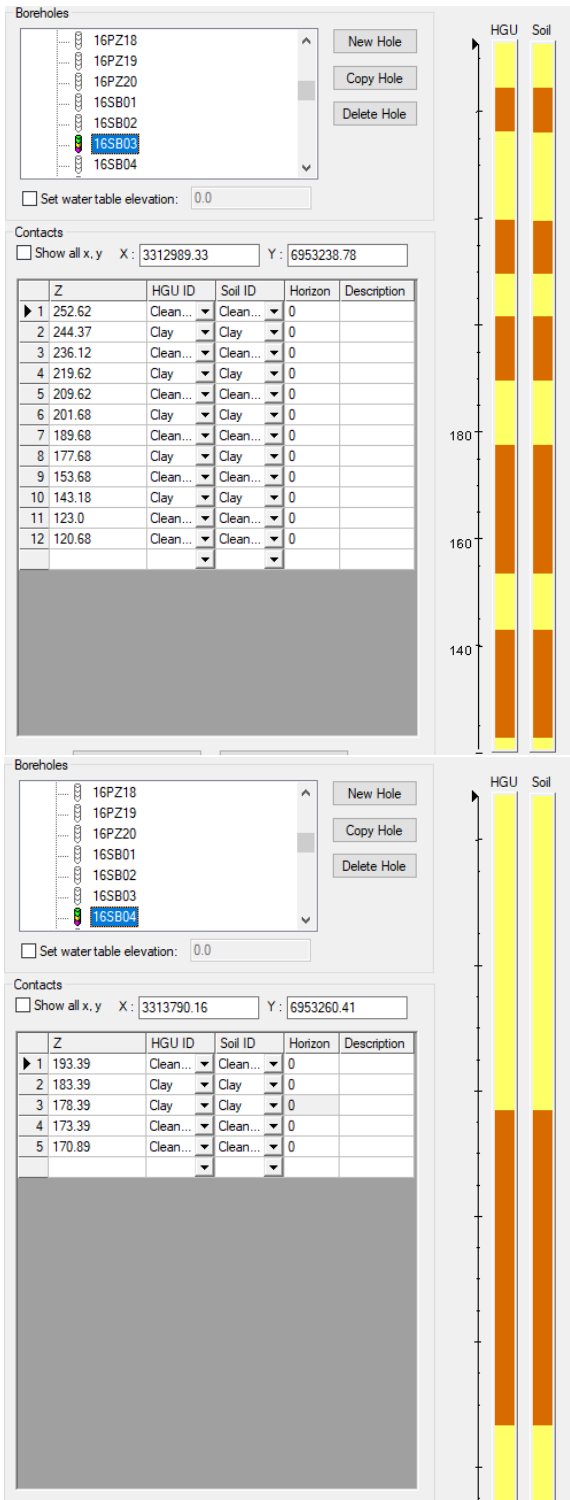 Boreholes
HGU Soil
16PZ18
16PZ19
16PZ20
16SB01
16SB02
16SB03
16SB04
New Hole
Copy Hole
Delete Hole
Set water table elevation: 0.0
Contacts
Show all x, y X : 3312989.33 Y : 6953238.78
Z HGU ID Soil ID Horizon Description
1 252.62 Clean... Clean... 0
2 244.37 Clay Clay 0
3 236.12 Clean... Clean... 0
4 219.62 Clay Clay 0
5 209.62 Clean... Clean... 0
6 201.68 Clay Clay 0
7 189.68 Clean... Clean... 0
8 177.68 Clay Clay 0
9 153.68 Clean... Clean... 0
10 143.18 Clay Clay 0
11 123.0 Clean... Clean... 0
12 120.68 Clean... Clean... 0
180
160
140
Boreholes
HGU Soil
16PZ18
16PZ19
16PZ20
16SB01
16SB02
16SB03
16SB04
New Hole
Copy Hole
Delete Hole
Set water table elevation: 0.0
Contacts
Show all x, y X : 3313790.16 Y : 6953260.41
Z HGU ID Soil ID Horizon Description
1 193.39 Clean... Clean... 0
2 183.39 Clay Clay 0
3 178.39 Clay Clay 0
4 173.39 Clean... Clean... 0
5 170.89 Clean... Clean... 0